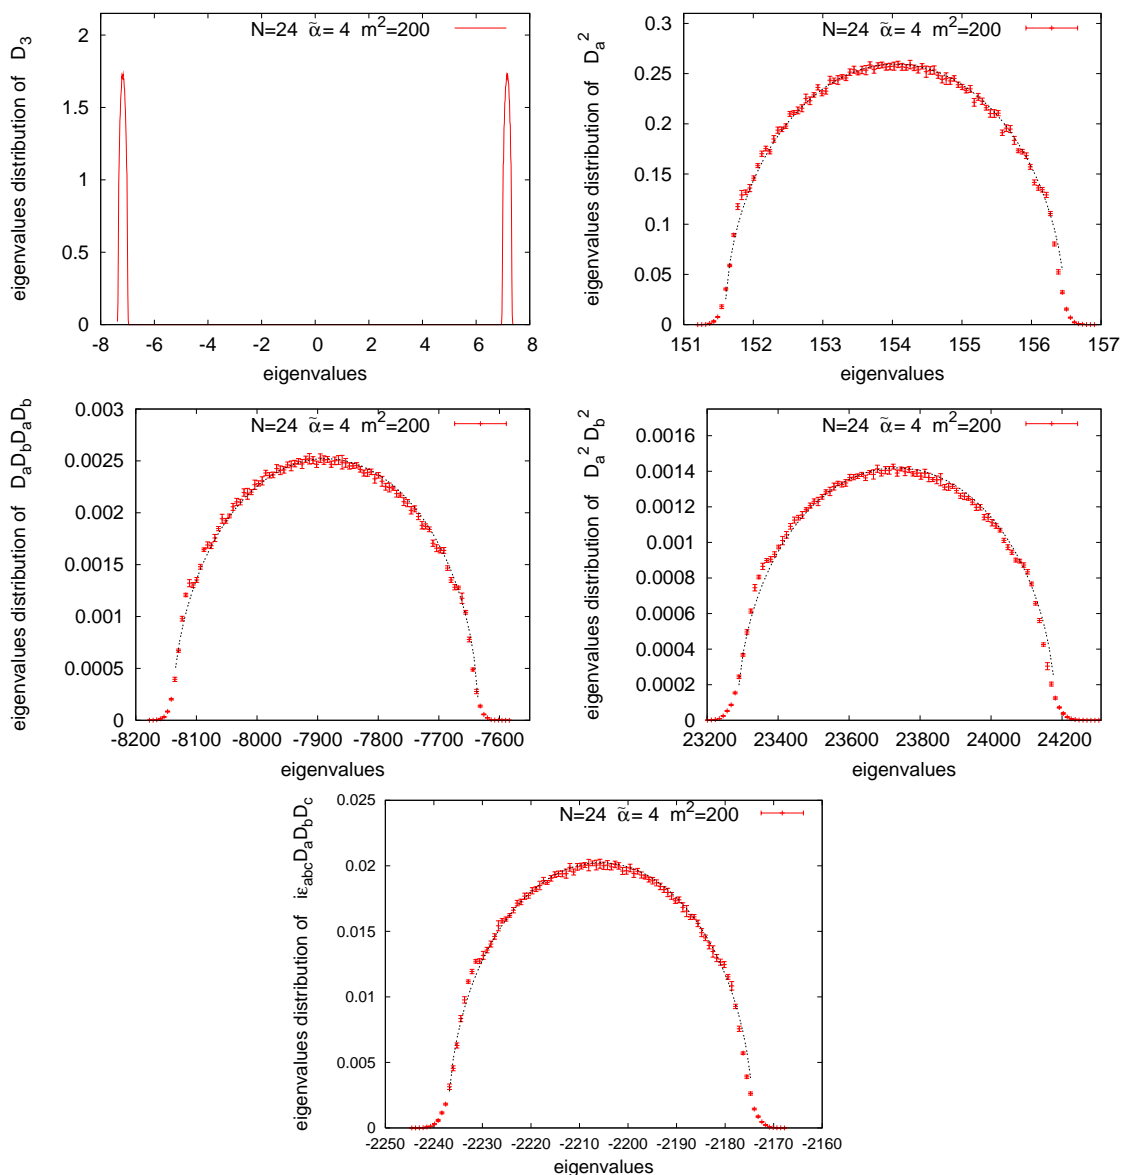 eigenvalues distribution of D₃
2
1.5
1
0.5
0
N=24 α̃= 4 m²=200
-8 -6 -4 -2 0 2 4 6 8
eigenvalues
eigenvalues distribution of Dₐ²
0.3
0.25
0.2
0.15
0.1
0.05
0
N=24 α̃= 4 m²=200
151 152 153 154 155 156 157
eigenvalues
eigenvalues distribution of DₐD_bDₐD_b
0.003
0.0025
0.002
0.0015
0.001
0.0005
0
N=24 α̃= 4 m²=200
-8200 -8100 -8000 -7900 -7800 -7700 -7600
eigenvalues
eigenvalues distribution of Dₐ² D_b²
0.0016
0.0014
0.0012
0.001
0.0008
0.0006
0.0004
0.0002
0
N=24 α̃= 4 m²=200
23200 23400 23600 23800 24000 24200
eigenvalues
eigenvalues distribution of iε_abcDₐD_bD_c
0.025
0.02
0.015
0.01
0.005
0
N=24 α̃= 4 m²=200
-2250 -2240 -2230 -2220 -2210 -2200 -2190 -2180 -2170 -2160
eigenvalues